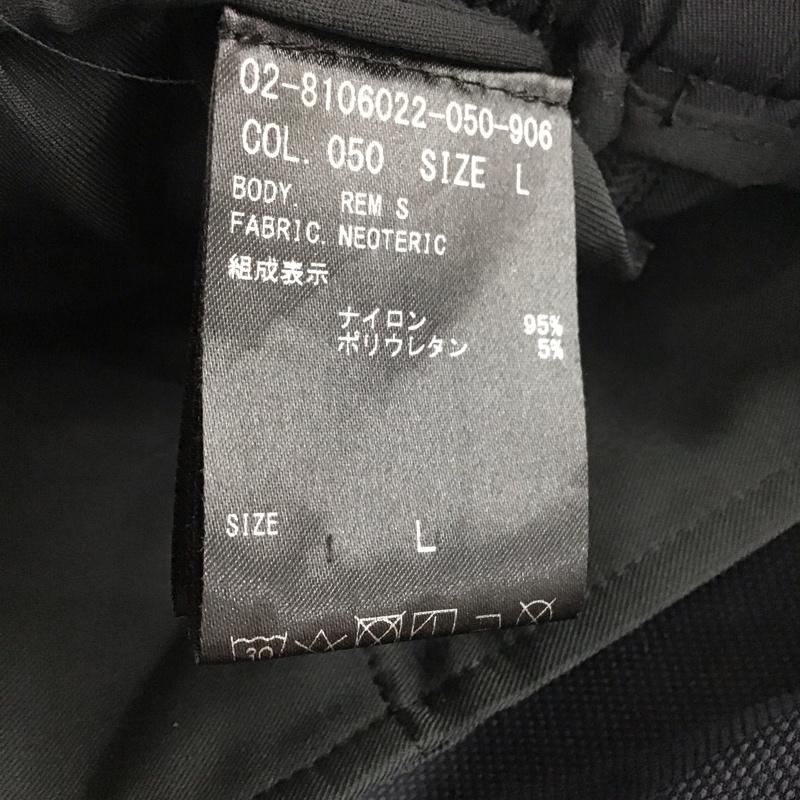 02-8106022-050-906
COL. 050 SIZE L
BODY. REM S
FABRIC. NEOTERIC
組成表示
ナイロン 95%
ポリウレタン 5%
SIZE L
30